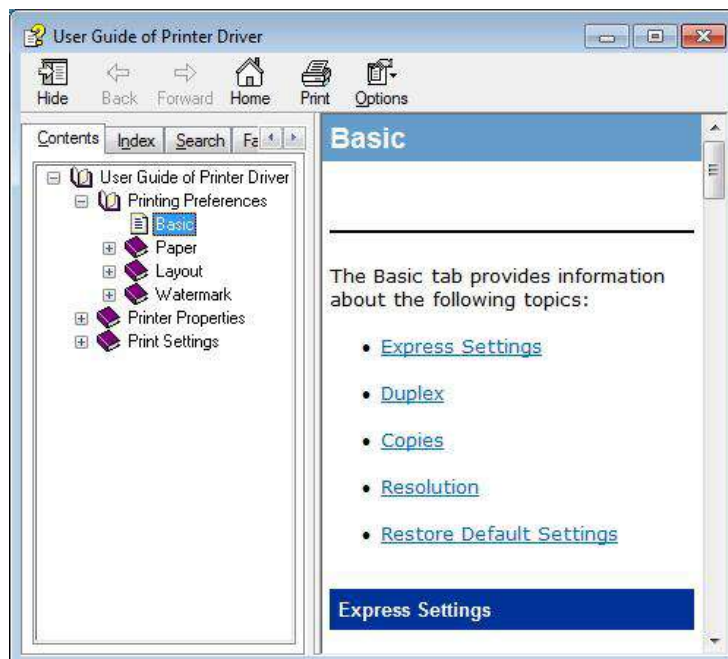 User Guide of Printer Driver
Hide Back Forward Home Print Options
Contents Index Search Fa
User Guide of Printer Driver
Printing Preferences
Basic
Paper
Layout
Watermark
Printer Properties
Print Settings
Basic
The Basic tab provides information
about the following topics:
• Express Settings
• Duplex
• Copies
• Resolution
• Restore Default Settings
Express Settings